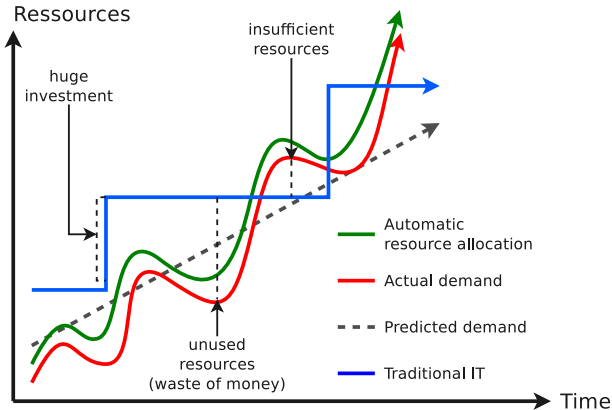 Ressources
insufficient
resources
huge
investment
Automatic
resource allocation
Actual demand
Predicted demand
unused
resources
(waste of money)
Traditional IT
Time